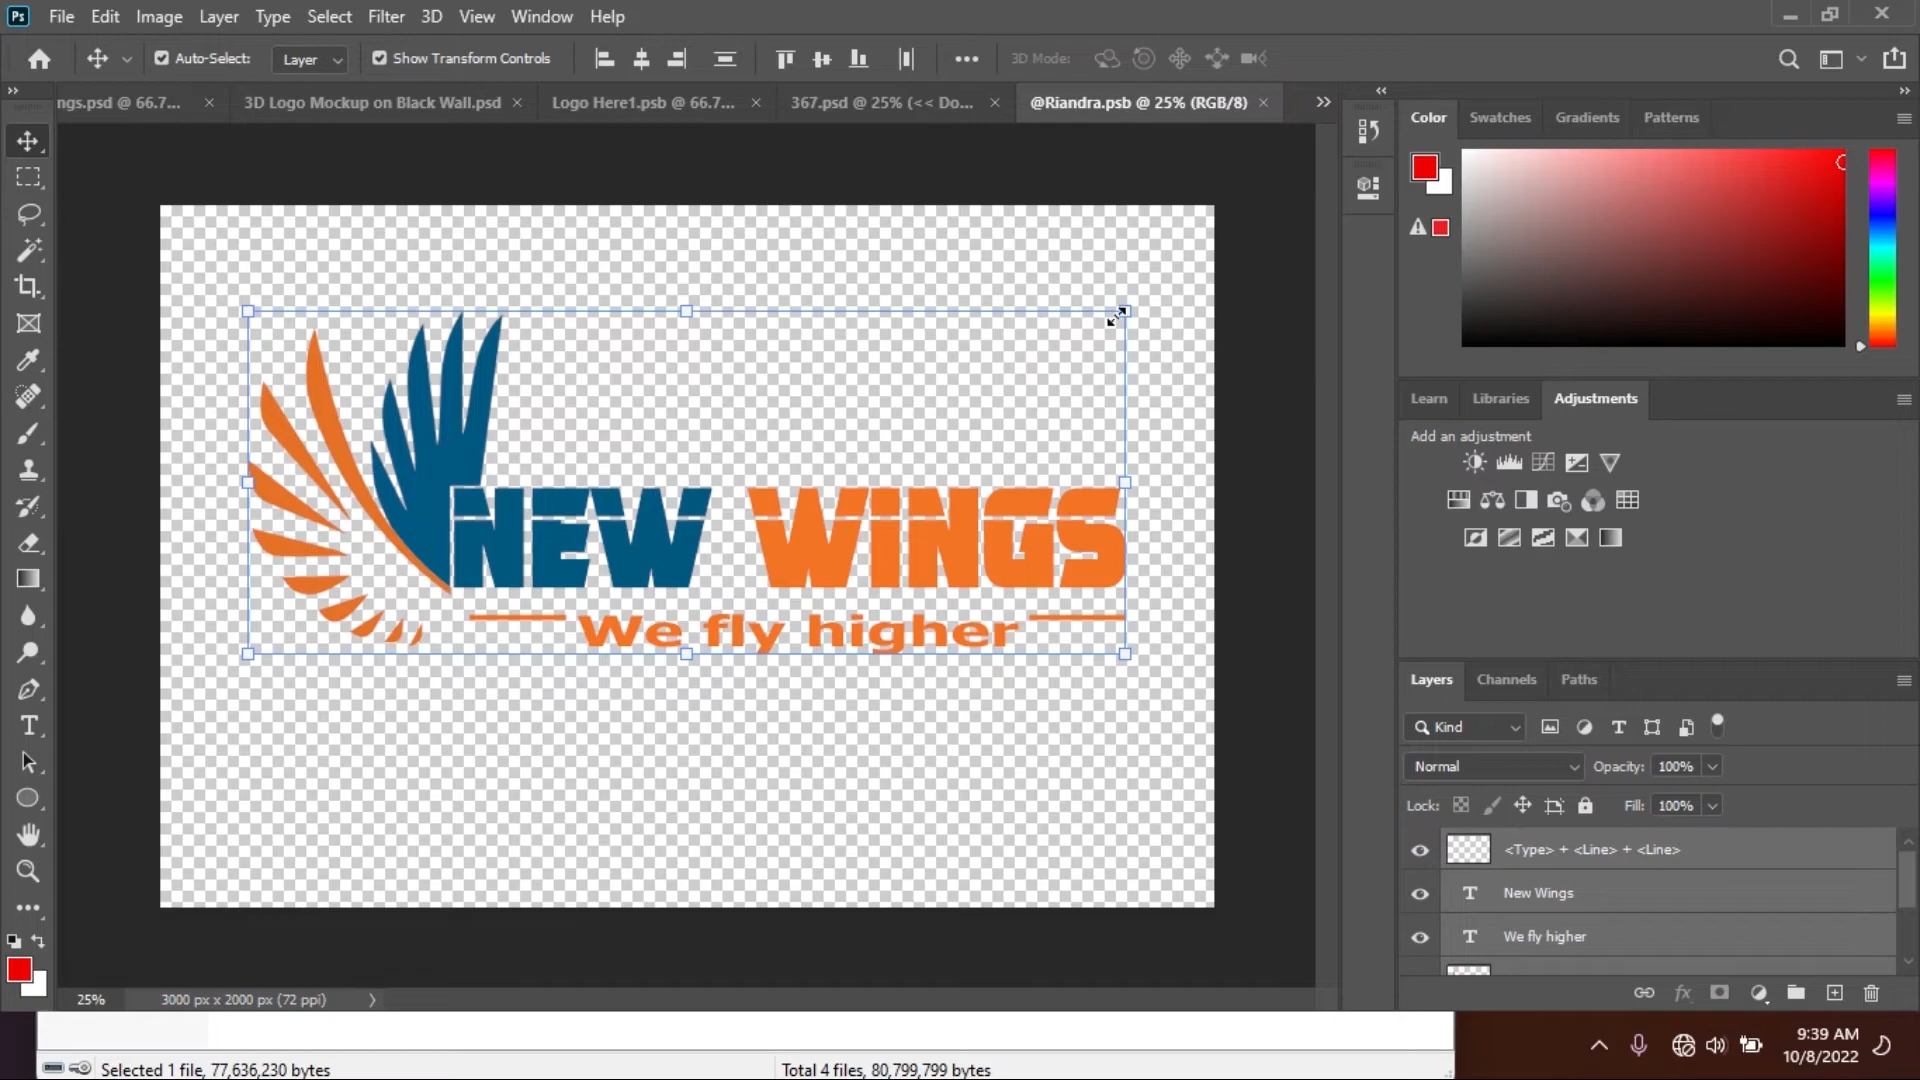 Ps File Edit Image Layer Type Select Filter 3D View Window Help
Auto-Select: Layer Show Transform Controls 3D Mode:
ngs.psd @ 66.7... 3D Logo Mockup on Black Wall.psd Logo Here1.psb @ 66.7... 367.psd @ 25% (<< Do... @Riandra.psb @ 25% (RGB/8)
Color Swatches Gradients Patterns
Learn Libraries Adjustments
Add an adjustment
NEW WINGS
We fly higher
Layers Channels Paths
Kind
Normal Opacity: 100%
Lock: Fill: 100%
<Type> + <Line> + <Line>
T New Wings
T We fly higher
25% 3000 px x 2000 px (72 ppi)
9:39 AM
10/8/2022
Selected 1 file, 77,636,230 bytes Total 4 files, 80,799,799 bytes